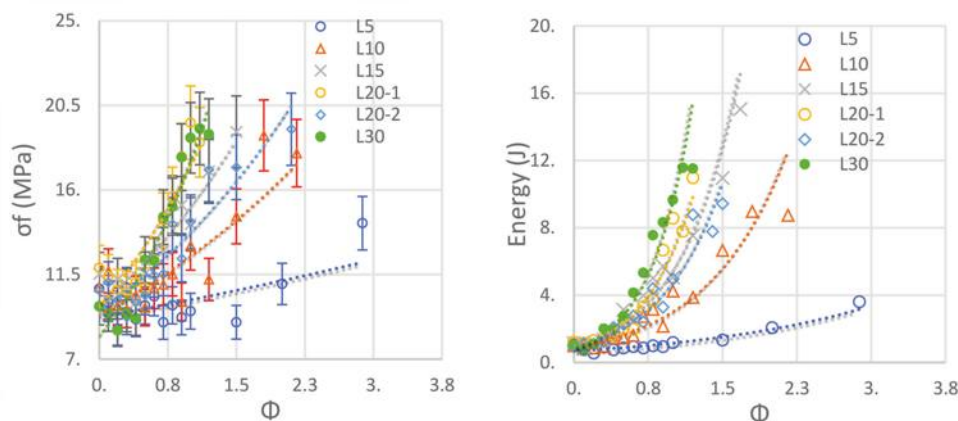 25.
20.5
16.
11.5
7.
σf (MPa)
0.
0.8
1.5
2.3
3.
3.8
Φ
L5
L10
L15
L20-1
L20-2
L30
20.
16.
12.
8.
4.
0.
Energy (J)
0.
0.8
1.5
2.3
3.
3.8
Φ
L5
L10
L15
L20-1
L20-2
L30